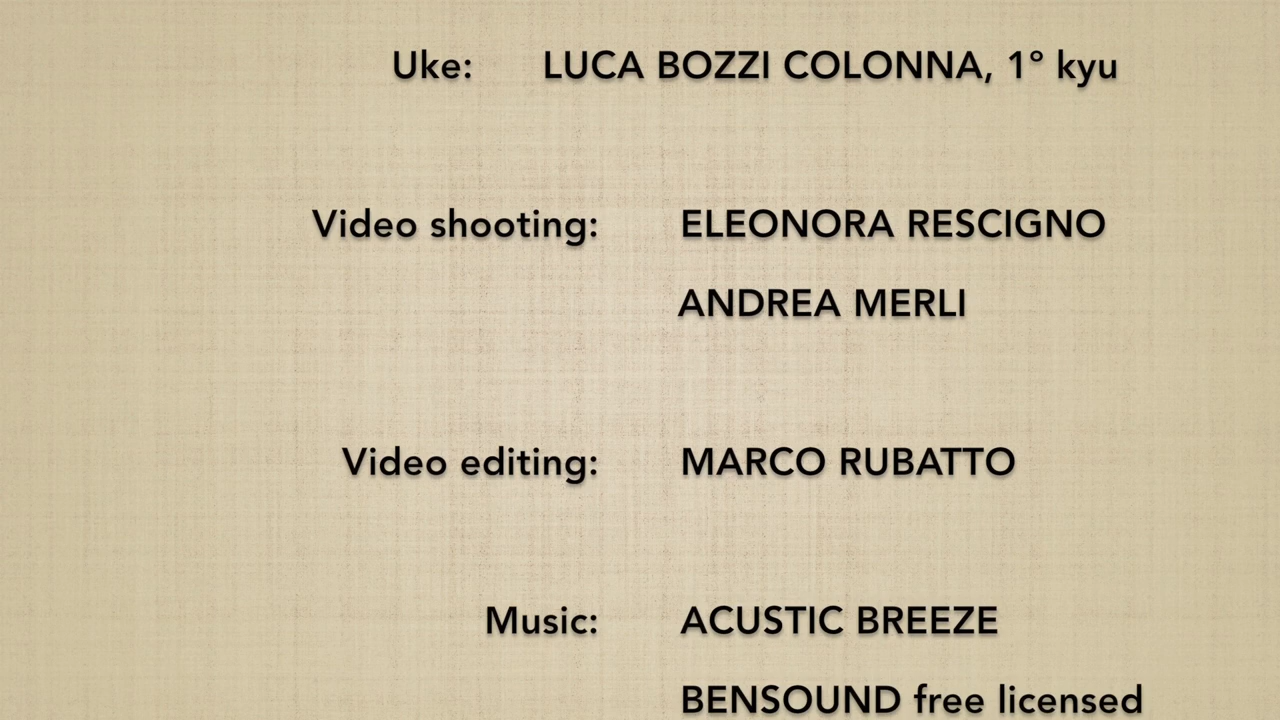 Uke: LUCA BOZZI COLONNA, 1° kyu
Video shooting: ELEONORA RESCIGNO
ANDREA MERLI
Video editing: MARCO RUBATTO
Music: ACUSTIC BREEZE
BENSOUND free licensed